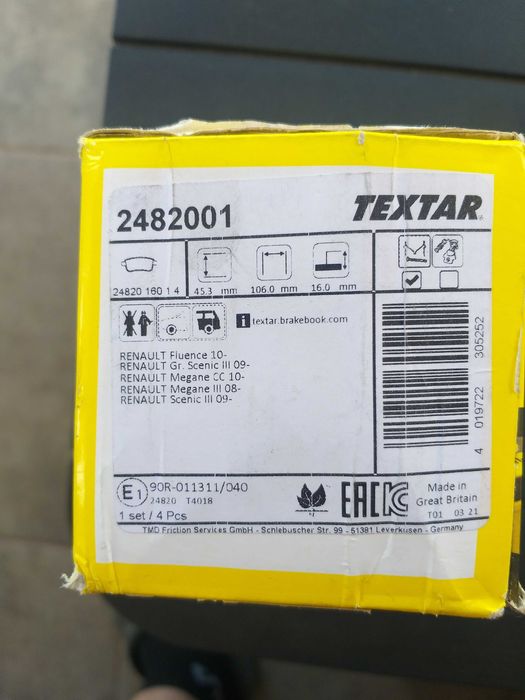 2482001
TEXTAR
24820 160 1 4
45.3 mm
106.0 mm
16.0 mm
i textar.brakebook.com
RENAULT Fluence 10-
RENAULT Gr. Scenic III 09-
RENAULT Megane CC 10-
RENAULT Megane III 08-
RENAULT Scenic III 09-
4 019722 305252
E1 90R-011311/040
24820 T4018
1 set / 4 Pcs
EAC
KC
Made in
Great Britain
T01 03 21
TMD Friction Services GmbH - Schlebuscher Str. 99 - 51381 Leverkusen - Germany